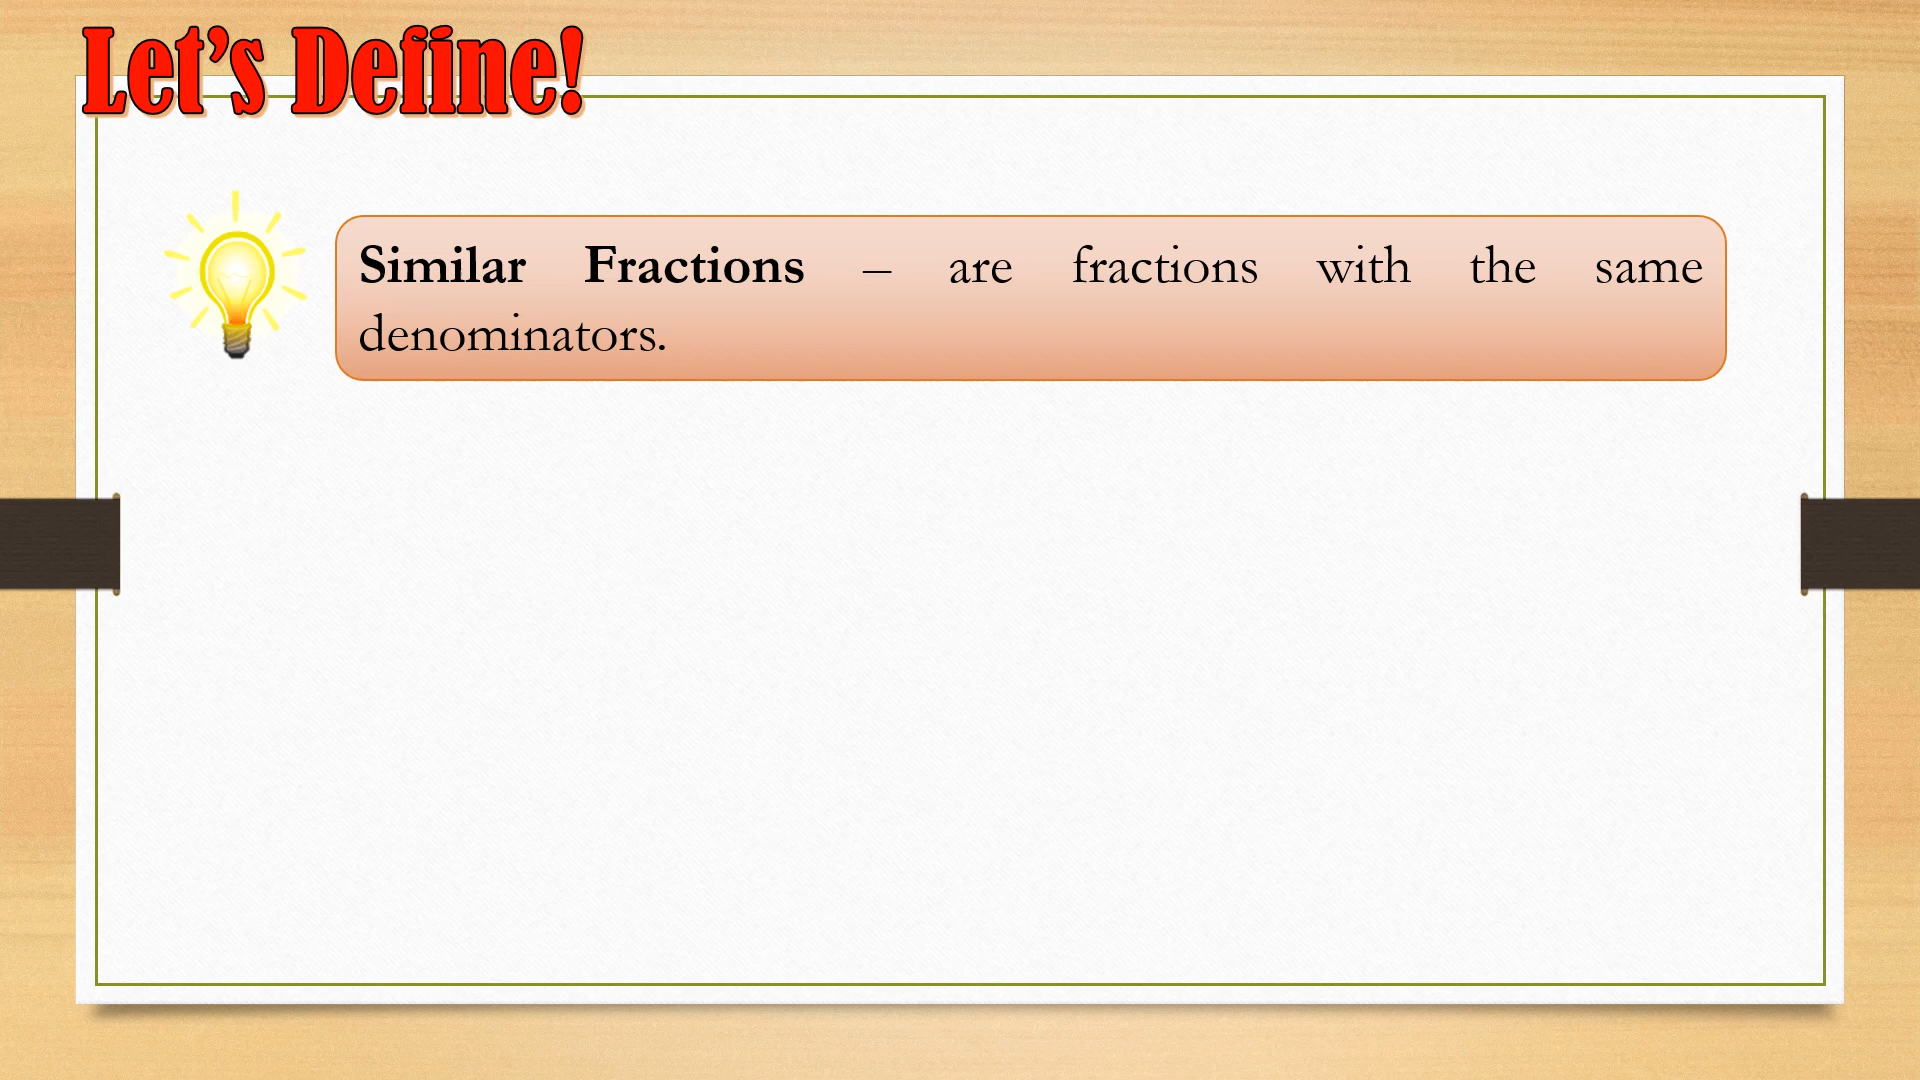 Let’s Define!
Similar Fractions – are fractions with the same
denominators.